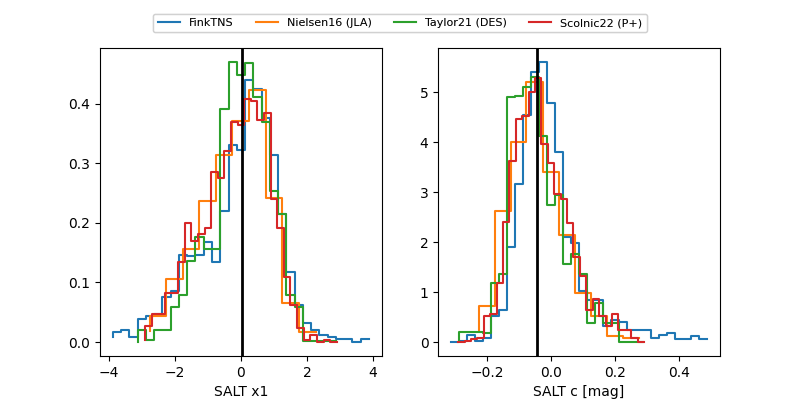 FinkTNS Nielsen16 (JLA) Taylor21 (DES) Scolnic22 (P+)
0.4
0.3
0.2
0.1
0.0
−4 −2 0 2 4
SALT x1
5
4
3
2
1
0
−0.2 0.0 0.2 0.4
SALT c [mag]